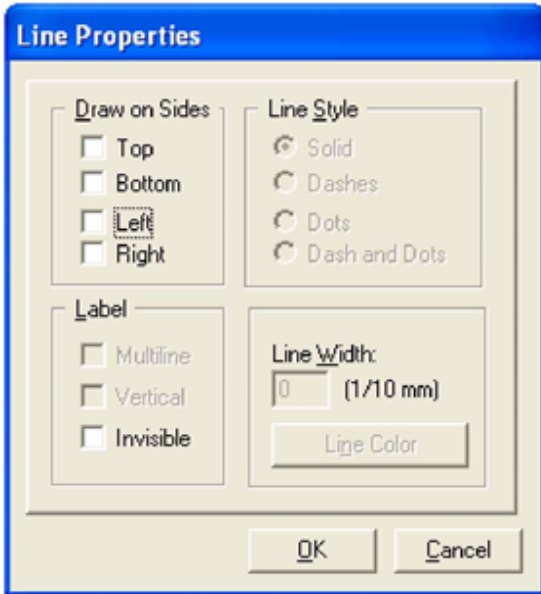 Line Properties
Draw on Sides
Top
Bottom
Left
Right
Line Style
Solid
Dashes
Dots
Dash and Dots
Label
Multiline
Vertical
Invisible
Line Width:
0 (1/10 mm)
Line Color
OK
Cancel